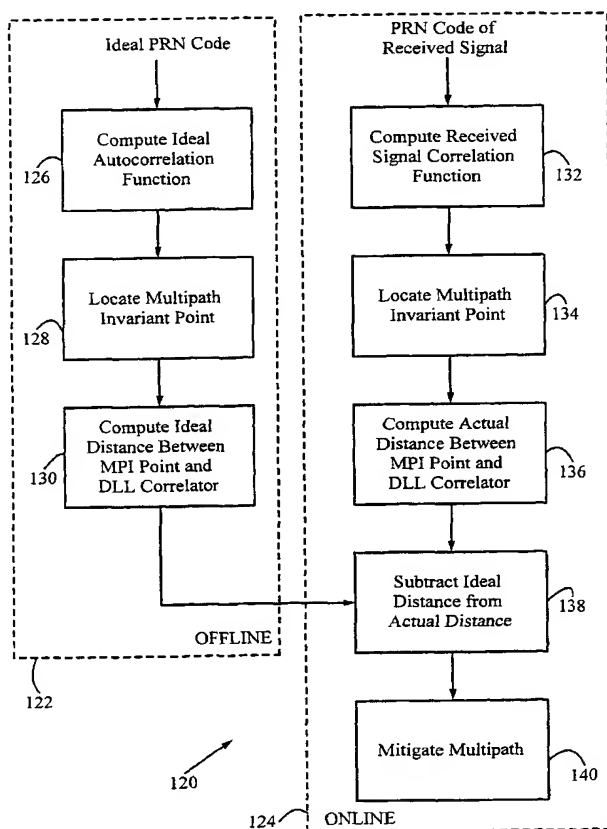 Ideal PRN Code
126
Compute Ideal
Autocorrelation
Function
128
Locate Multipath
Invariant Point
130
Compute Ideal
Distance Between
MPI Point and
DLL Correlator
OFFLINE
122
120
PRN Code of
Received Signal
Compute Received
Signal Correlation
Function
132
Locate Multipath
Invariant Point
134
Compute Actual
Distance Between
MPI Point and
DLL Correlator
136
Subtract Ideal
Distance from
Actual Distance
138
Mitigate Multipath
140
124
ONLINE